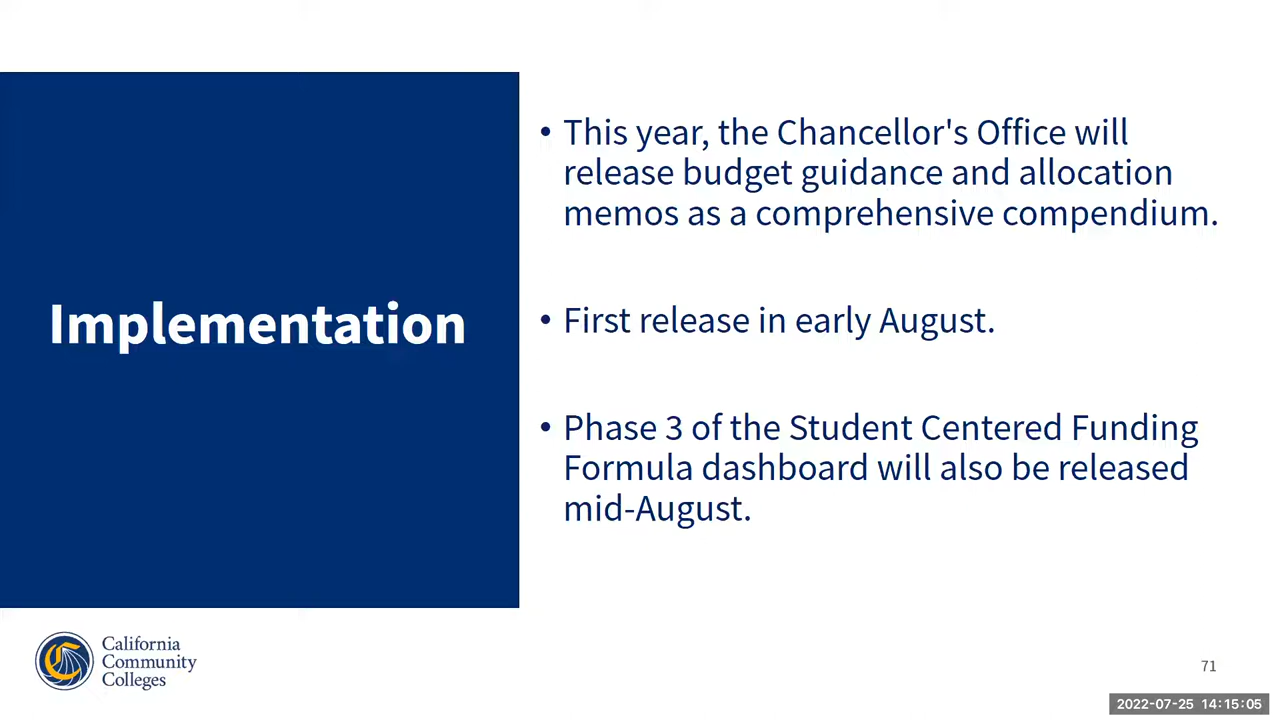 Implementation
• This year, the Chancellor's Office will
release budget guidance and allocation
memos as a comprehensive compendium.
• First release in early August.
• Phase 3 of the Student Centered Funding
Formula dashboard will also be released
mid-August.
California
Community
Colleges
71
2022-07-25 14:15:05